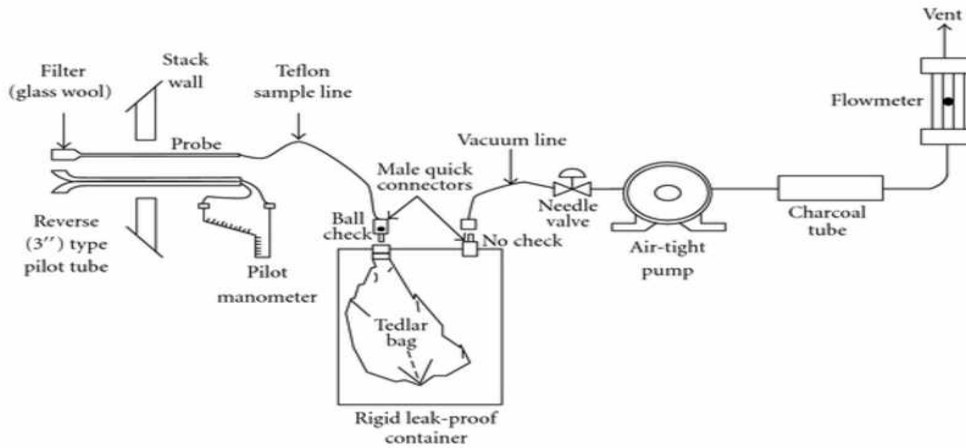 Vent
Filter
(glass wool)
Stack
wall
Teflon
sample line
Flowmeter
Probe
Vacuum line
Male quick
connectors
Reverse
(3″) type
pilot tube
Ball
check
No check
Needle
valve
Air-tight
pump
Charcoal
tube
Pilot
manometer
Tedlar
bag
Rigid leak-proof
container